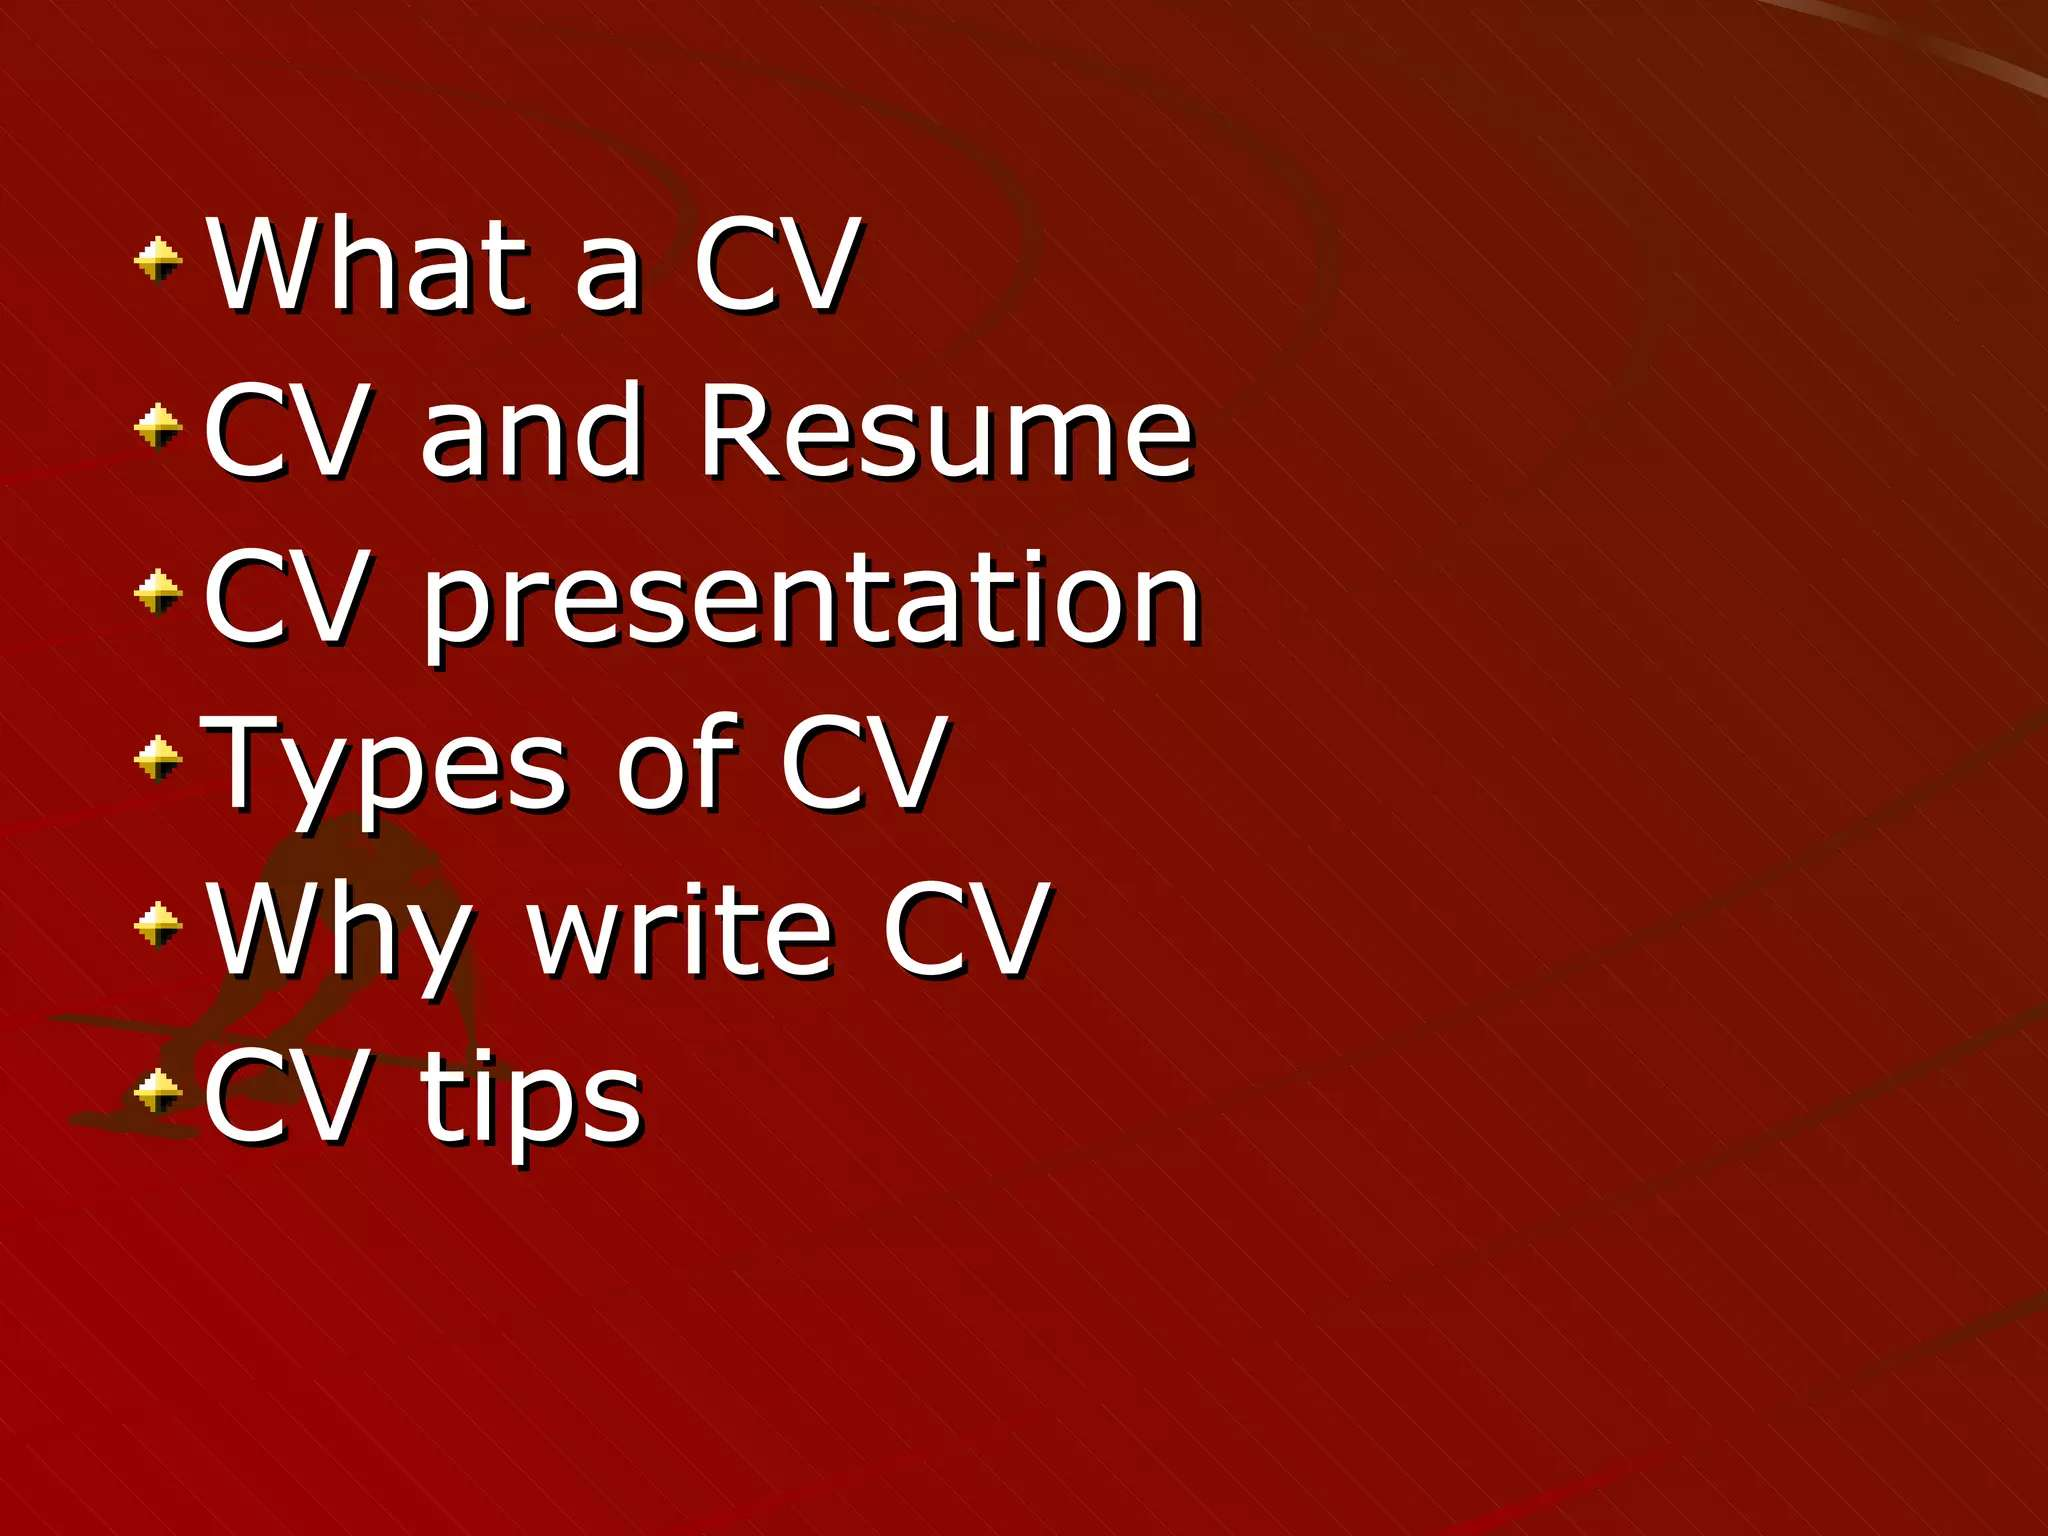 What a CV
CV and Resume
CV presentation
Types of CV
Why write CV
CV tips